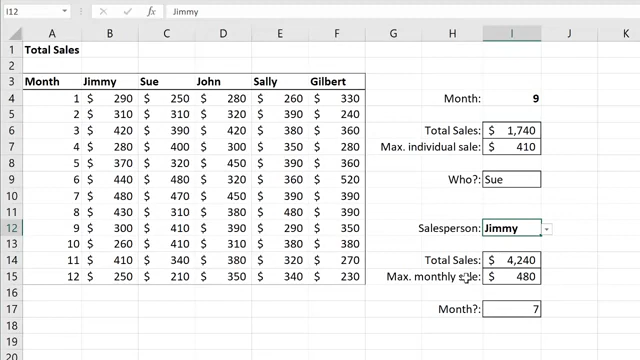 I12 fx Jimmy
A B C D E F G H I J K
1 Total Sales
2
3 Month Jimmy Sue John Sally Gilbert
4 1 $ 290 $ 250 $ 280 $ 260 $ 330 Month: 9
5 2 $ 310 $ 310 $ 320 $ 390 $ 240
6 3 $ 420 $ 390 $ 420 $ 380 $ 360 Total Sales: $ 1,740
7 4 $ 280 $ 400 $ 300 $ 350 $ 280 Max. individual sale: $ 410
8 5 $ 370 $ 320 $ 450 $ 390 $ 360
9 6 $ 440 $ 480 $ 320 $ 360 $ 520 Who?: Sue
10 7 $ 480 $ 470 $ 450 $ 390 $ 390
11 8 $ 430 $ 310 $ 380 $ 480 $ 390
12 9 $ 300 $ 410 $ 390 $ 290 $ 350 Salesperson: Jimmy
13 10 $ 260 $ 410 $ 310 $ 380 $ 380
14 11 $ 410 $ 340 $ 380 $ 320 $ 270 Total Sales: $ 4,240
15 12 $ 250 $ 210 $ 350 $ 340 $ 230 Max. monthly sale: $ 480
16
17 Month?: 7
18
19
20